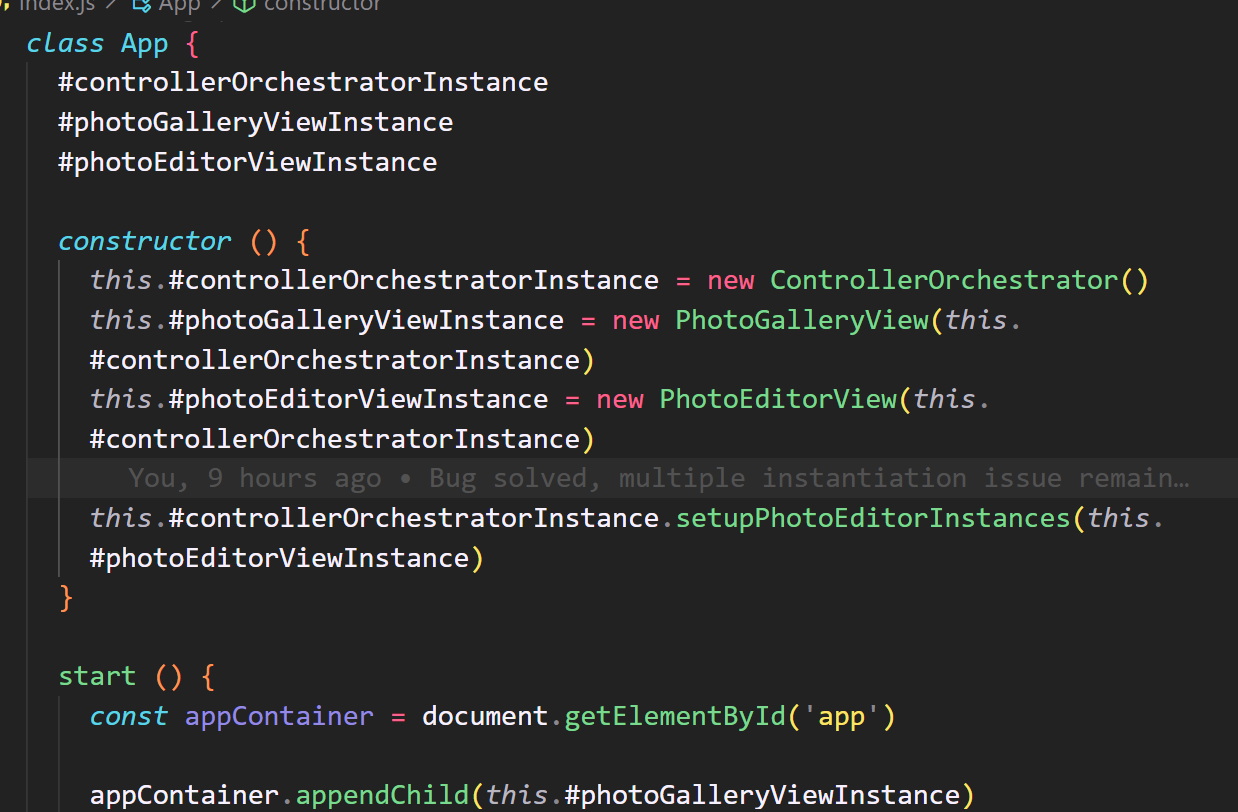 index.js > App > constructor
class App {
#controllerOrchestratorInstance
#photoGalleryViewInstance
#photoEditorViewInstance
constructor () {
this.#controllerOrchestratorInstance = new ControllerOrchestrator()
this.#photoGalleryViewInstance = new PhotoGalleryView(this.
#controllerOrchestratorInstance)
this.#photoEditorViewInstance = new PhotoEditorView(this.
#controllerOrchestratorInstance)
You, 9 hours ago • Bug solved, multiple instantiation issue remain…
this.#controllerOrchestratorInstance.setupPhotoEditorInstances(this.
#photoEditorViewInstance)
}
start () {
const appContainer = document.getElementById('app')
appContainer.appendChild(this.#photoGalleryViewInstance)